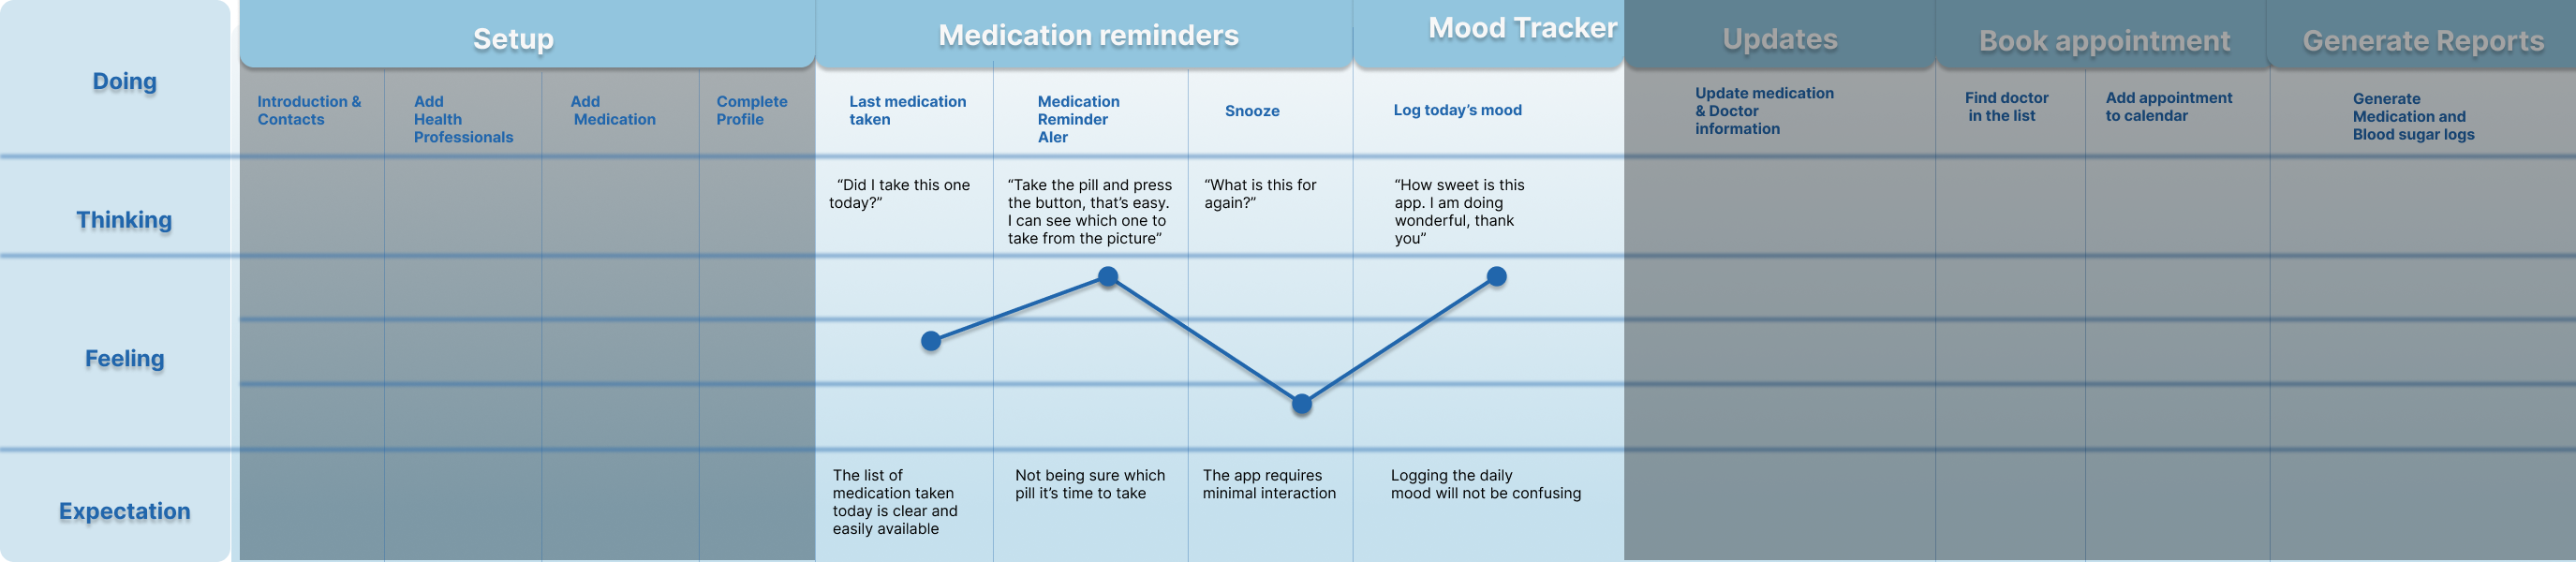 Doing
Setup
Medication reminders
Mood Tracker
Updates
Book appointment
Generate Reports
Introduction &
Contacts
Add
Health
Professionals
Add
Medication
Complete
Profile
Last medication
taken
Medication
Reminder
Aler
Snooze
Log today’s mood
Update medication
& Doctor
information
Find doctor
in the list
Add appointment
to calendar
Generate
Medication and
Blood sugar logs
Thinking
“Did I take this one
today?”
“Take the pill and press
the button, that’s easy.
I can see which one to
take from the picture”
“What is this for
again?”
“How sweet is this
app. I am doing
wonderful, thank
you”
Feeling
Expectation
The list of
medication taken
today is clear and
easily available
Not being sure which
pill it’s time to take
The app requires
minimal interaction
Logging the daily
mood will not be confusing